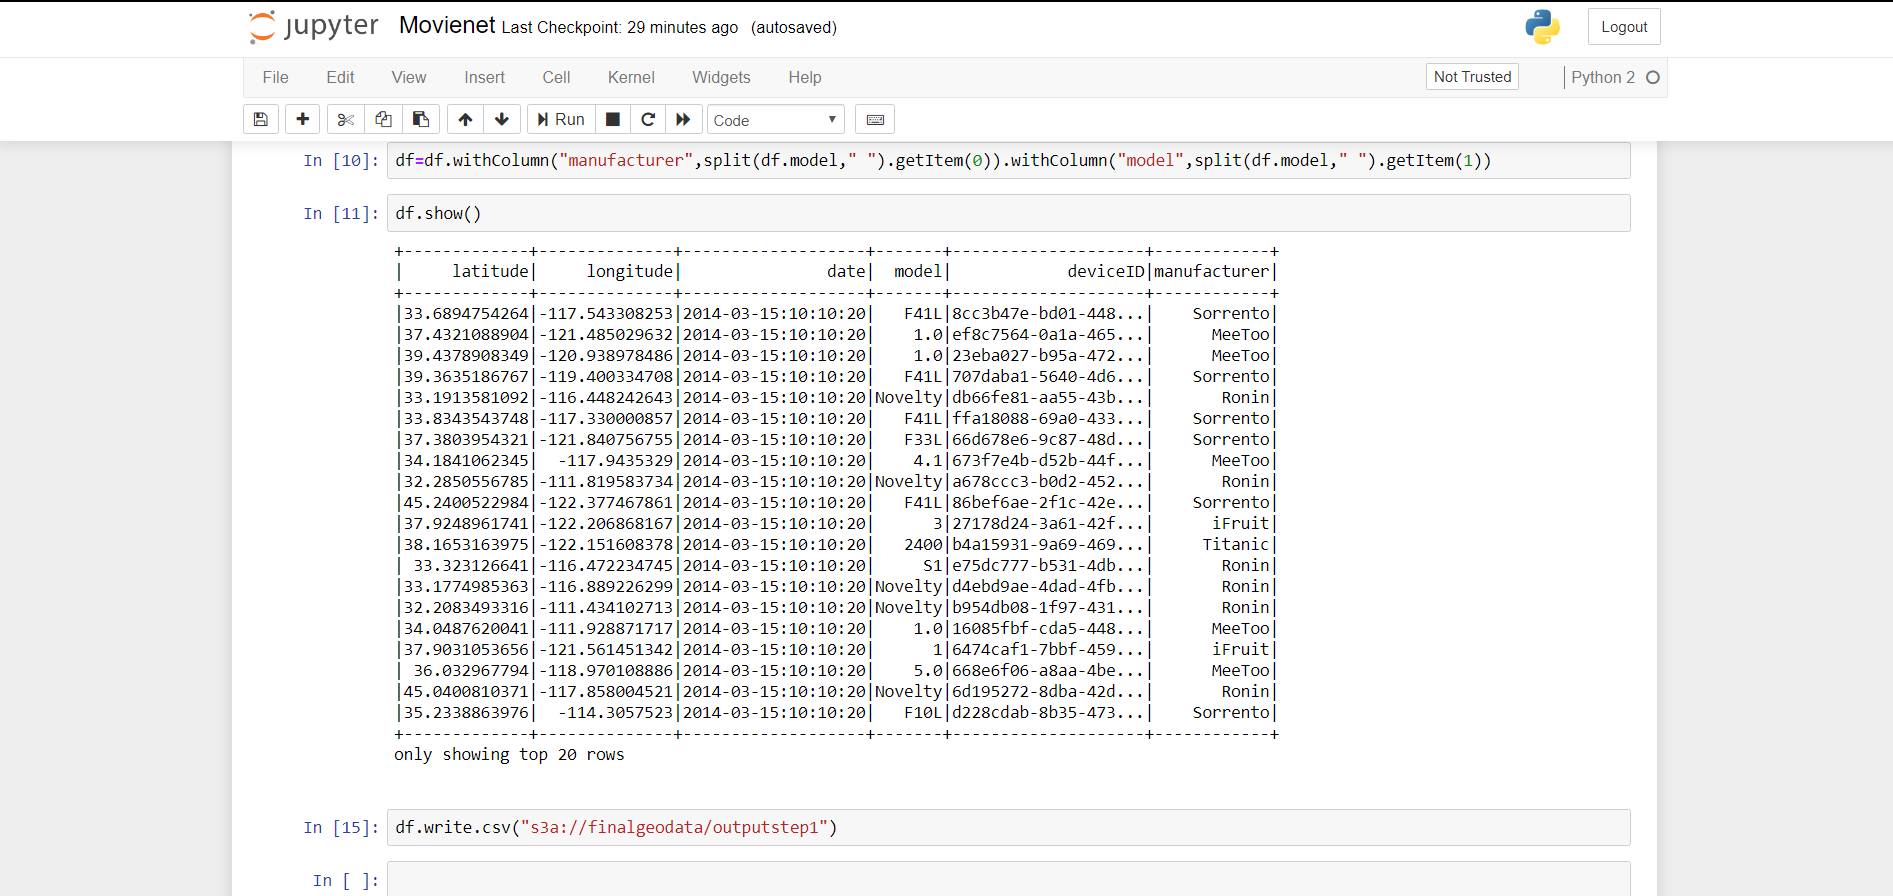 jupyter Movienet Last Checkpoint: 29 minutes ago (autosaved) Logout
File Edit View Insert Cell Kernel Widgets Help Not Trusted Python 2
Run Code
In [10]: df=df.withColumn("manufacturer",split(df.model," ").getItem(0)).withColumn("model",split(df.model," ").getItem(1))
In [11]: df.show()
+-------------+--------------+-------------------+-------+--------------------+------------+
|     latitude|     longitude|               date|  model|            deviceID|manufacturer|
+-------------+--------------+-------------------+-------+--------------------+------------+
|33.6894754264|-117.543308253|2014-03-15:10:10:20|   F41L|8cc3b47e-bd01-448...|    Sorrento|
|37.4321088904|-121.485029632|2014-03-15:10:10:20|    1.0|ef8c7564-0a1a-465...|      MeeToo|
|39.4378908349|-120.938978486|2014-03-15:10:10:20|    1.0|23eba027-b95a-472...|      MeeToo|
|39.3635186767|-119.400334708|2014-03-15:10:10:20|   F41L|707daba1-5640-4d6...|    Sorrento|
|33.1913581092|-116.448242643|2014-03-15:10:10:20|Novelty|db66fe81-aa55-43b...|       Ronin|
|33.8343543748|-117.330000857|2014-03-15:10:10:20|   F41L|ffa18088-69a0-433...|    Sorrento|
|37.3803954321|-121.840756755|2014-03-15:10:10:20|   F33L|66d678e6-9c87-48d...|    Sorrento|
|34.1841062345|  -117.9435329|2014-03-15:10:10:20|    4.1|673f7e4b-d52b-44f...|      MeeToo|
|32.2850556785|-111.819583734|2014-03-15:10:10:20|Novelty|a678ccc3-b0d2-452...|       Ronin|
|45.2400522984|-122.377467861|2014-03-15:10:10:20|   F41L|86bef6ae-2f1c-42e...|    Sorrento|
|37.9248961741|-122.206868167|2014-03-15:10:10:20|      3|27178d24-3a61-42f...|      iFruit|
|38.1653163975|-122.151608378|2014-03-15:10:10:20|   2400|b4a15931-9a69-469...|     Titanic|
| 33.323126641|-116.472234745|2014-03-15:10:10:20|     S1|e75dc777-b531-4db...|       Ronin|
|33.1774985363|-116.889226299|2014-03-15:10:10:20|Novelty|d4ebd9ae-4dad-4fb...|       Ronin|
|32.2083493316|-111.434102713|2014-03-15:10:10:20|Novelty|b954db08-1f97-431...|       Ronin|
|34.0487620041|-111.928871717|2014-03-15:10:10:20|    1.0|16085fbf-cda5-448...|      MeeToo|
|37.9031053656|-121.561451342|2014-03-15:10:10:20|      1|6474caf1-7bbf-459...|      iFruit|
| 36.032967794|-118.970108886|2014-03-15:10:10:20|    5.0|668e6f06-a8aa-4be...|      MeeToo|
|45.0400810371|-117.858004521|2014-03-15:10:10:20|Novelty|6d195272-8dba-42d...|       Ronin|
|35.2338863976|  -114.3057523|2014-03-15:10:10:20|   F10L|d228cdab-8b35-473...|    Sorrento|
+-------------+--------------+-------------------+-------+--------------------+------------+
only showing top 20 rows
In [15]: df.write.csv("s3a://finalgeodata/outputstep1")
In [ ]: